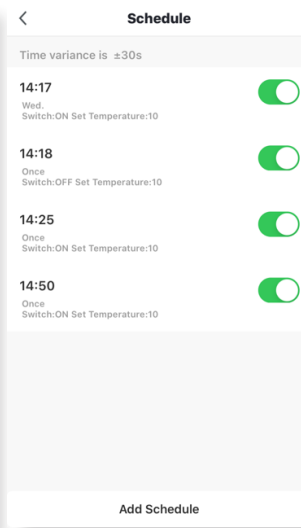 Schedule
Time variance is ±30s
14:17
Wed.
Switch:ON Set Temperature:10
14:18
Once
Switch:OFF Set Temperature:10
14:25
Once
Switch:ON Set Temperature:10
14:50
Once
Switch:ON Set Temperature:10
Add Schedule